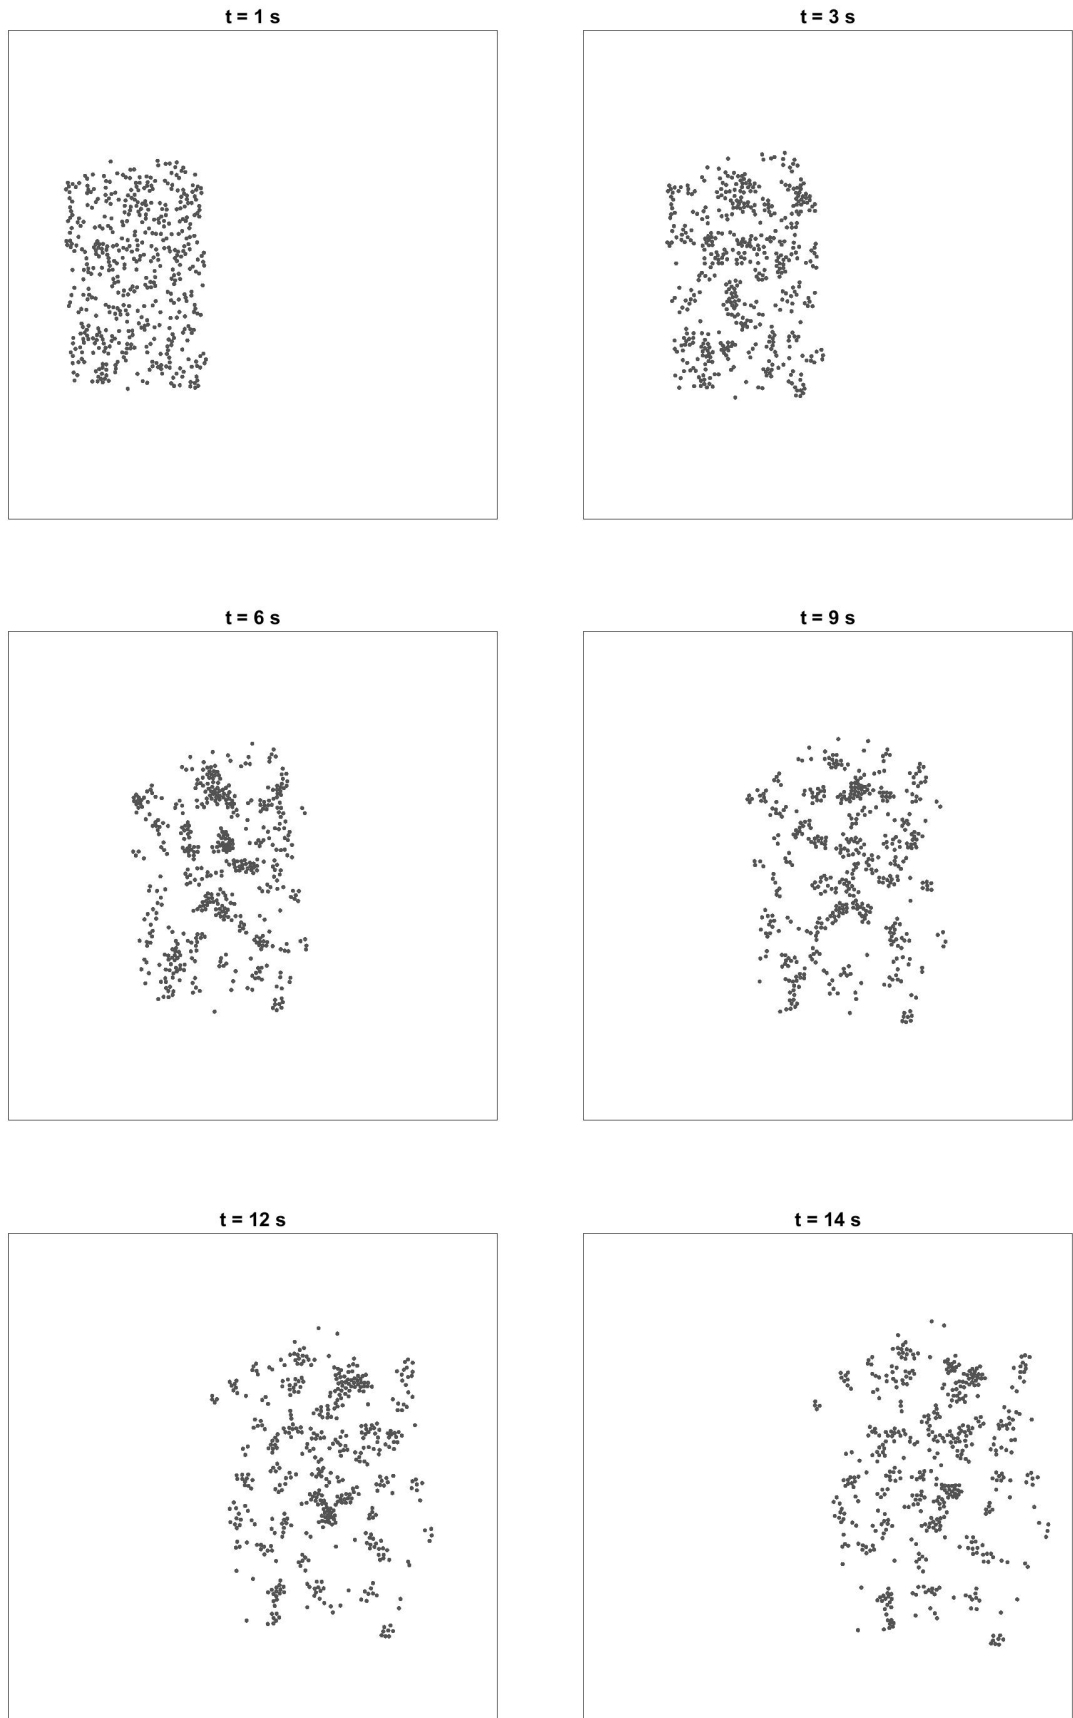 t = 1 s
t = 3 s
t = 6 s
t = 9 s
t = 12 s
t = 14 s